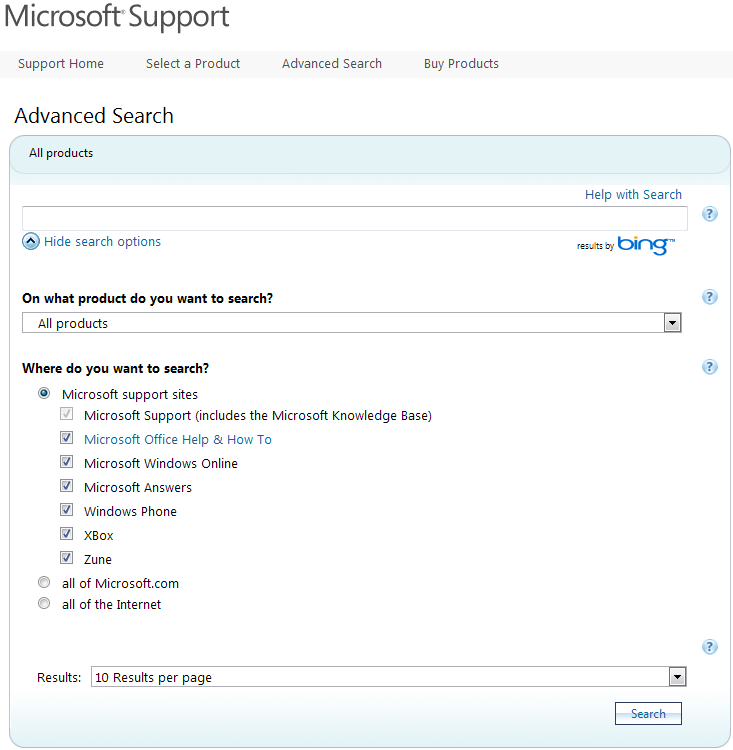 Microsoft® Support
Support Home Select a Product Advanced Search Buy Products
Advanced Search
All products
Help with Search
?
Hide search options
results by bing™
On what product do you want to search?
?
All products
Where do you want to search?
?
Microsoft support sites
Microsoft Support (includes the Microsoft Knowledge Base)
Microsoft Office Help & How To
Microsoft Windows Online
Microsoft Answers
Windows Phone
XBox
Zune
all of Microsoft.com
all of the Internet
?
Results: 10 Results per page
Search